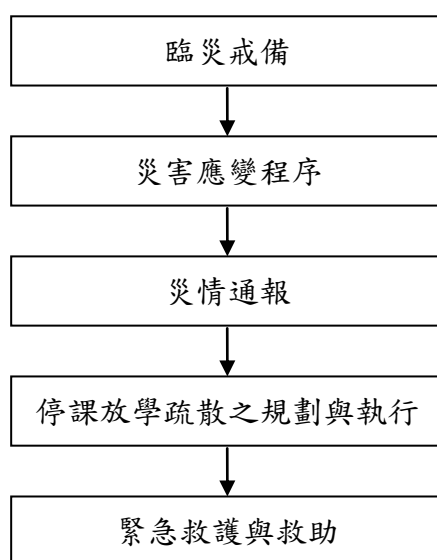 臨災戒備
災害應變程序
災情通報
停課放學疏散之規劃與執行
緊急救護與救助